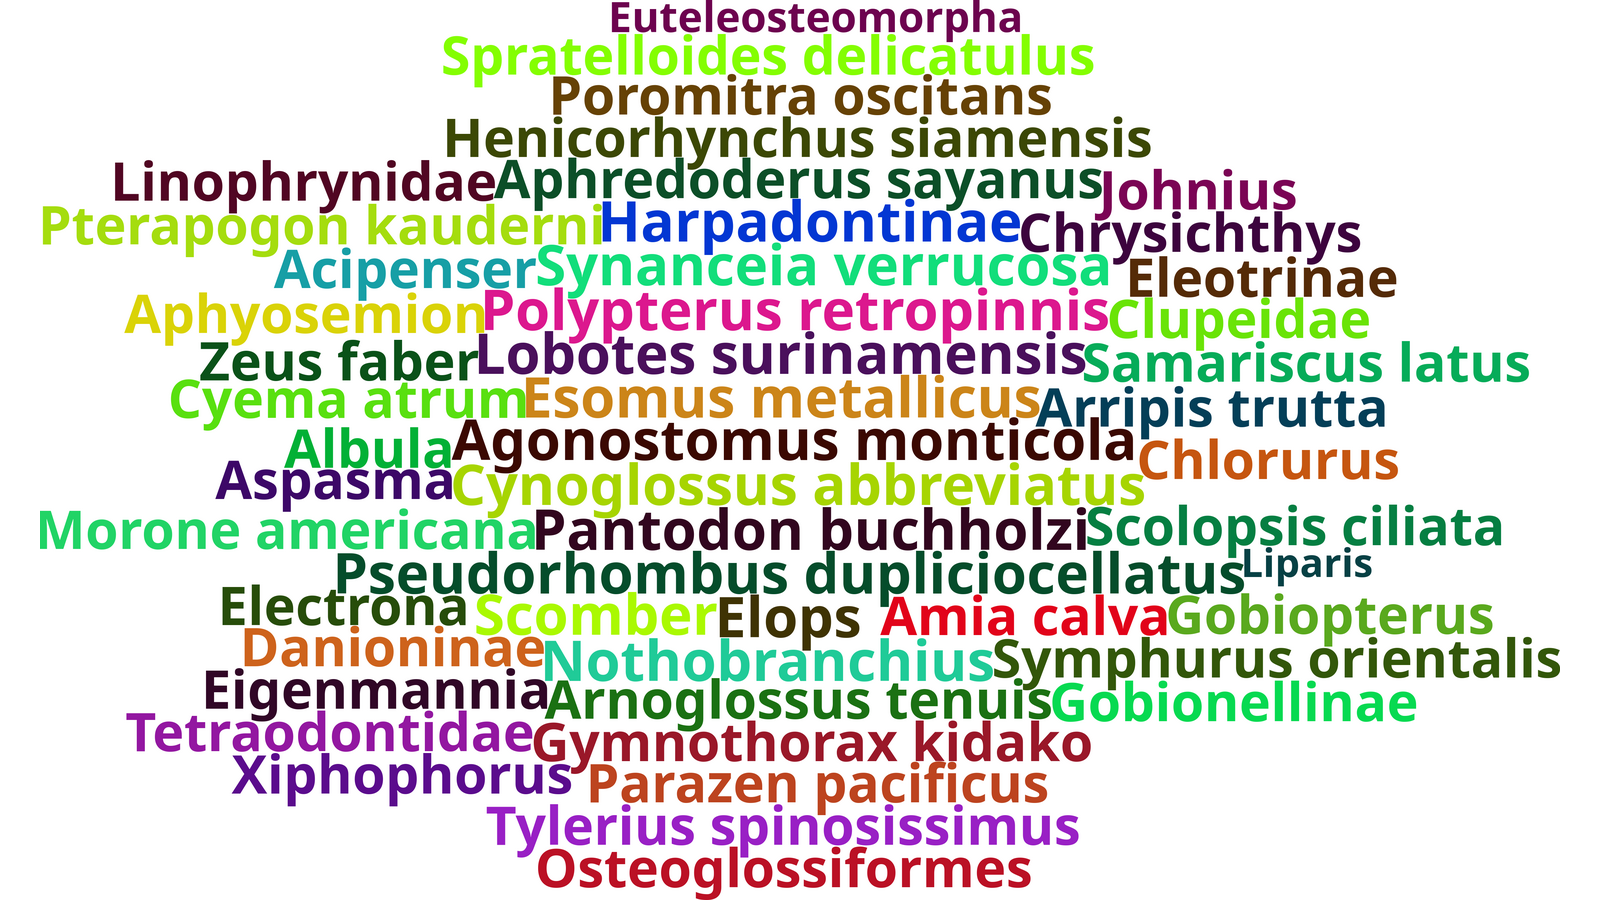 Euteleosteomorpha
Spratelloides delicatulus
Poromitra oscitans
Henicorhynchus siamensis
Linophrynidae Aphredoderus sayanus Johnius
Pterapogon kauderni Harpadontinae Chrysichthys
Acipenser Synanceia verrucosa Eleotrinae
Aphyosemion Polypterus retropinnis Clupeidae
Zeus faber Lobotes surinamensis Samariscus latus
Cyema atrum Esomus metallicus Arripis trutta
Albula Agonostomus monticola Chlorurus
Aspasma Cynoglossus abbreviatus
Morone americana Pantodon buchholzi Scolopsis ciliata
Pseudorhombus dupliciocellatus Liparis
Electrona Scomber Elops Amia calva Gobiopterus
Danioninae Nothobranchius Symphurus orientalis
Eigenmannia Arnoglossus tenuis Gobionellinae
Tetraodontidae Gymnothorax kidako
Xiphophorus Parazen pacificus
Tylerius spinosissimus
Osteoglossiformes